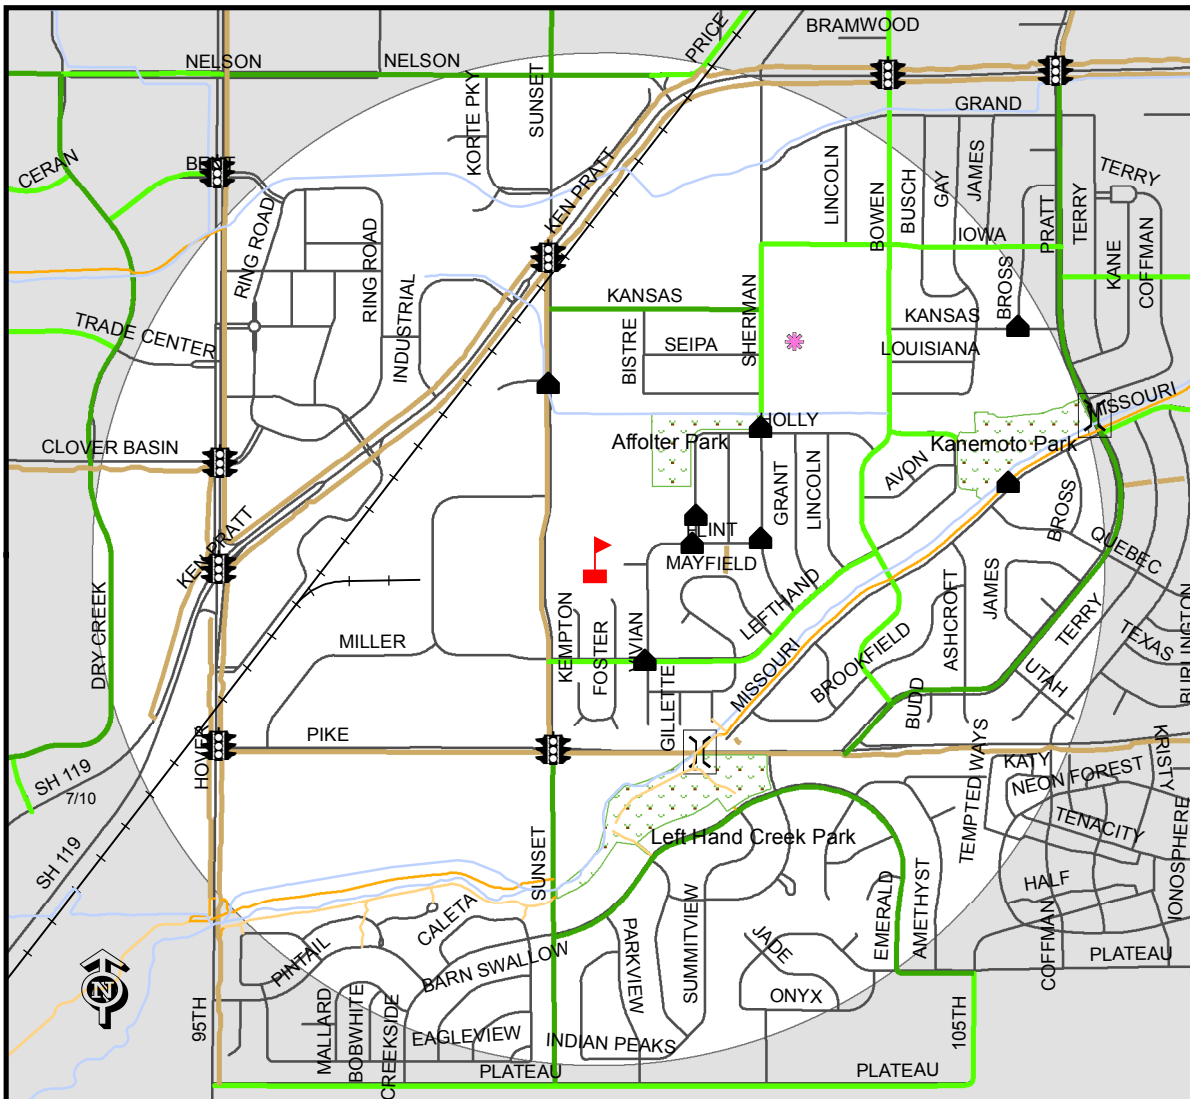 BRAMWOOD
PRICE
NELSON
NELSON
KORTE PKY
SUNSET
GRAND
CERAN
BENT
KEN PRATT
LINCOLN
BOWEN
BUSCH
GAY
JAMES
PRATT
TERRY
TERRY
KANE
COFFMAN
IOWA
RING ROAD
RING ROAD
INDUSTRIAL
KANSAS
SHERMAN
BROSS
KANSAS
TRADE CENTER
BISTRE
SEIPA
LOUISIANA
MISSOURI
HOLLY
Affolter Park
Kanemoto Park
CLOVER BASIN
GRANT
LINCOLN
AVON
BROSS
FLINT
MAYFIELD
QUEBEC
KEN PRATT
DRY CREEK
MILLER
KEMPTON
FOSTER
VIVIAN
GILLETTE
LEFTHAND
MISSOURI
BROOKFIELD
ASHCROFT
JAMES
TERRY
TEXAS
BURLINGTON
UTAH
BUDD
PIKE
HOVER
SH 119
7/10
SH 119
TEMPTED WAYS
KATY
NEON FOREST
KRISTY
TENACITY
IONOSPHERE
Left Hand Creek Park
SUNSET
HALF
COFFMAN
EMERALD
AMETHYST
PLATEAU
CALETA
PINTAIL
BARN SWALLOW
PARKVIEW
SUMMITVIEW
JADE
ONYX
N
95TH
MALLARD
BOBWHITE
CREEKSIDE
EAGLEVIEW
INDIAN PEAKS
105TH
PLATEAU
PLATEAU